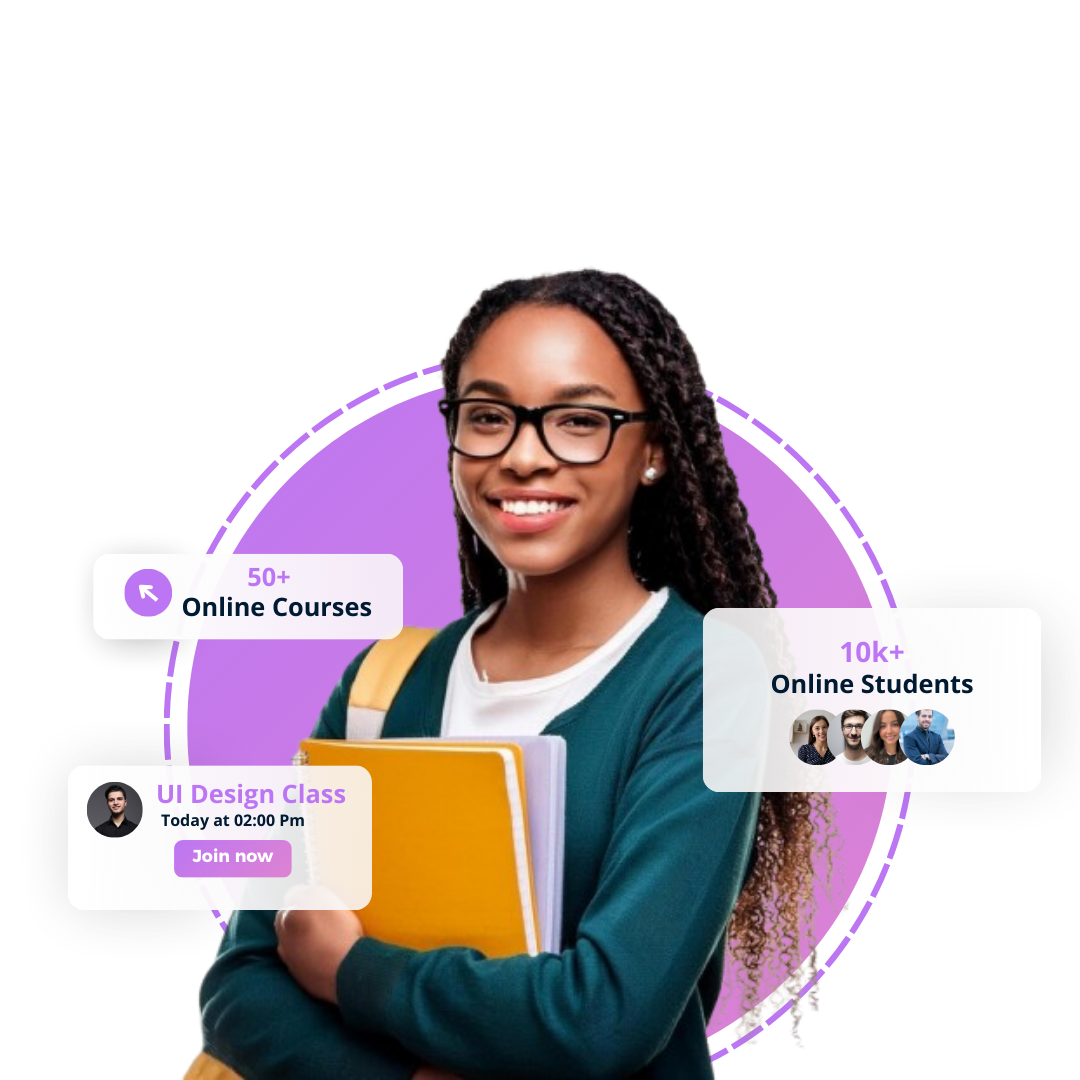 50+
Online Courses
10k+
Online Students
UI Design Class
Today at 02:00 Pm
Join now